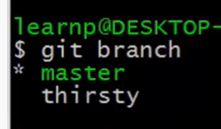 learnp@DESKTOP-
$ git branch
* master
thirsty